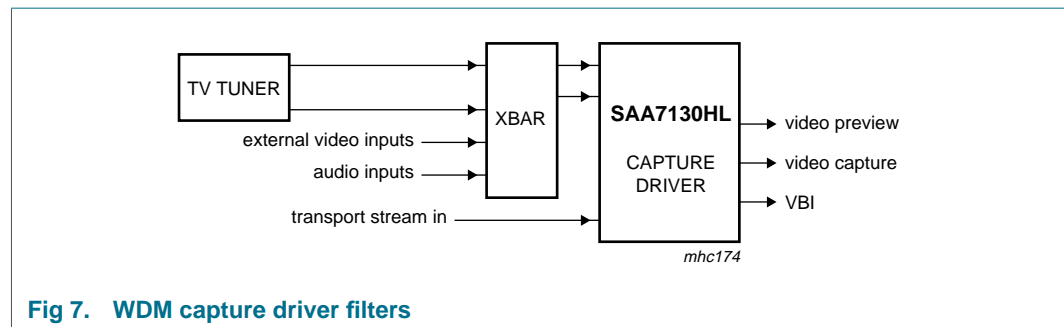 TV TUNER
XBAR
SAA7130HL
CAPTURE
DRIVER
external video inputs
audio inputs
transport stream in
video preview
video capture
VBI
mhc174
Fig 7. WDM capture driver filters